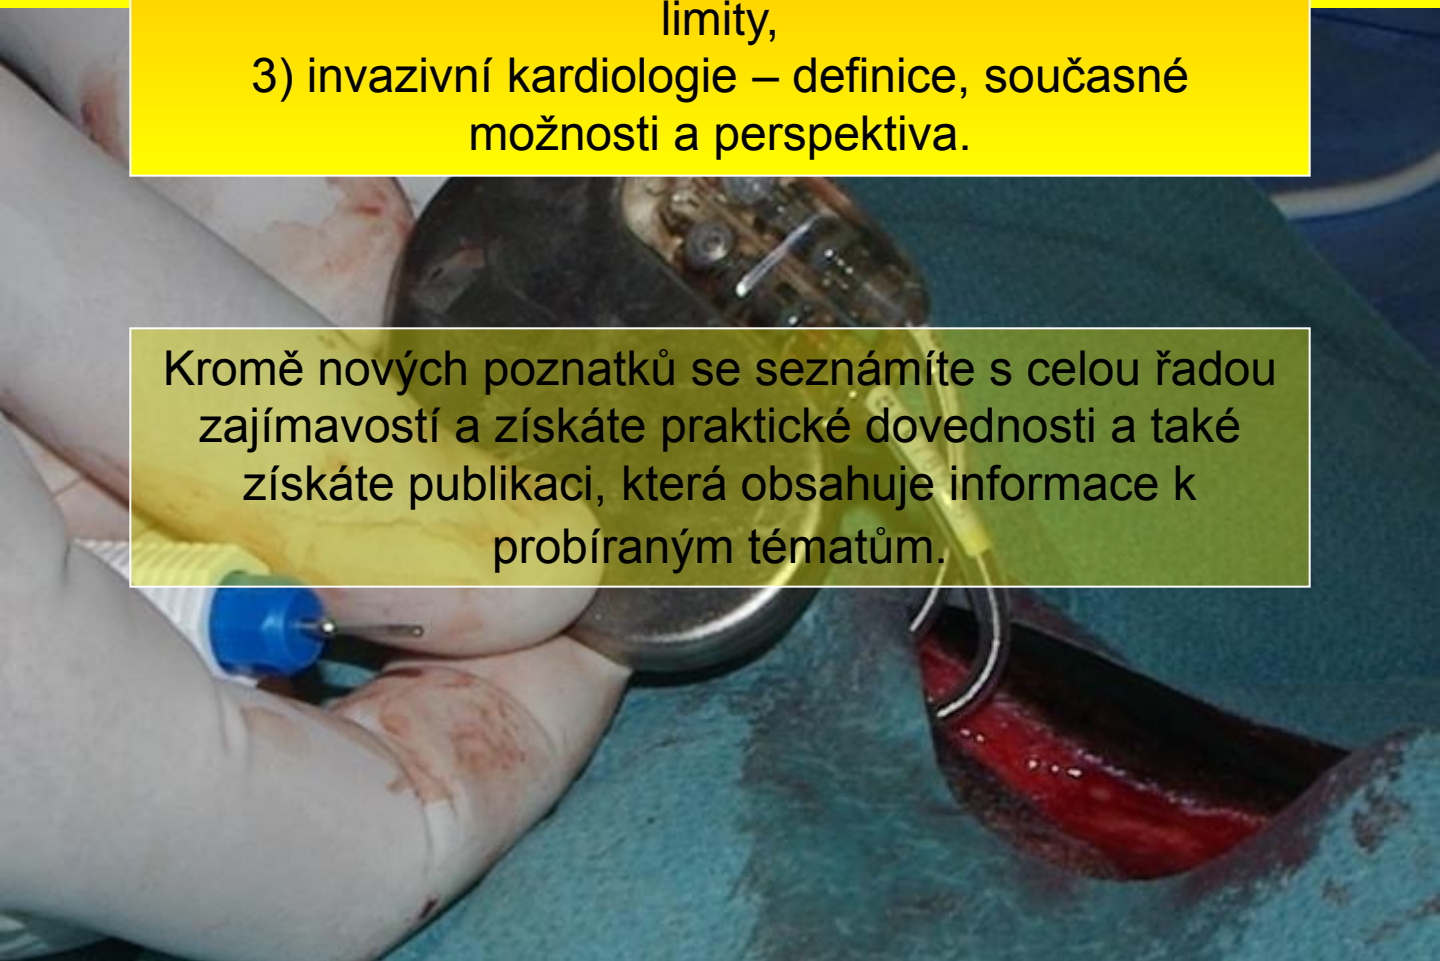 limity,
3) invazivní kardiologie – definice, současné
možnosti a perspektiva.
Kromě nových poznatků se seznámíte s celou řadou
zajímavostí a získáte praktické dovednosti a také
získáte publikaci, která obsahuje informace k
probíraným tématům.